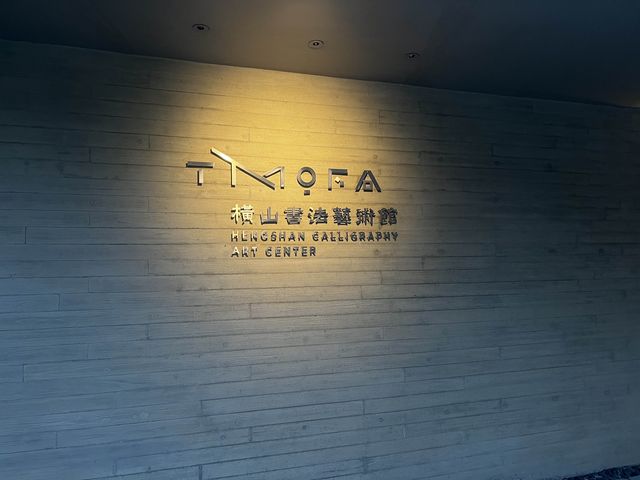 TMOFA
橫山書法藝術館
HENGSHAN CALLIGRAPHY
ART CENTER